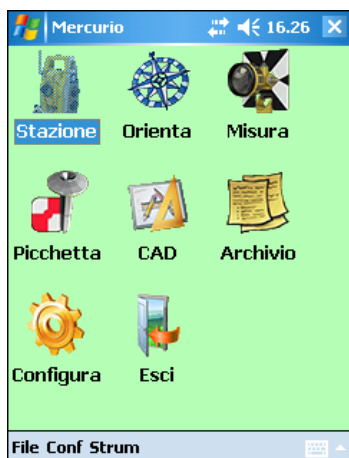 Mercurio 16.26
Stazione Orienta Misura
Picchetta CAD Archivio
Configura Esci
File Conf Strum